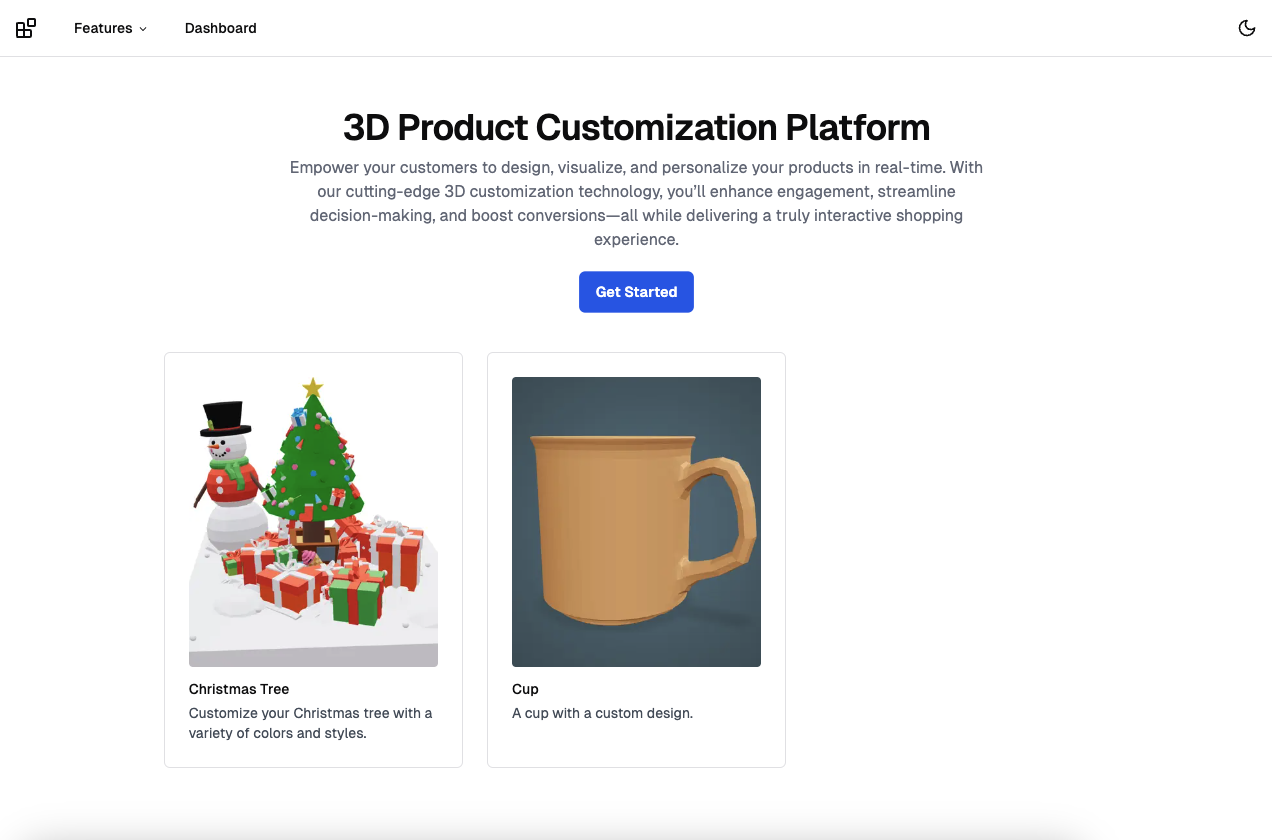 Features
Dashboard
3D Product Customization Platform
Empower your customers to design, visualize, and personalize your products in real-time. With
our cutting-edge 3D customization technology, you’ll enhance engagement, streamline
decision-making, and boost conversions—all while delivering a truly interactive shopping
experience.
Get Started
Christmas Tree
Customize your Christmas tree with a
variety of colors and styles.
Cup
A cup with a custom design.